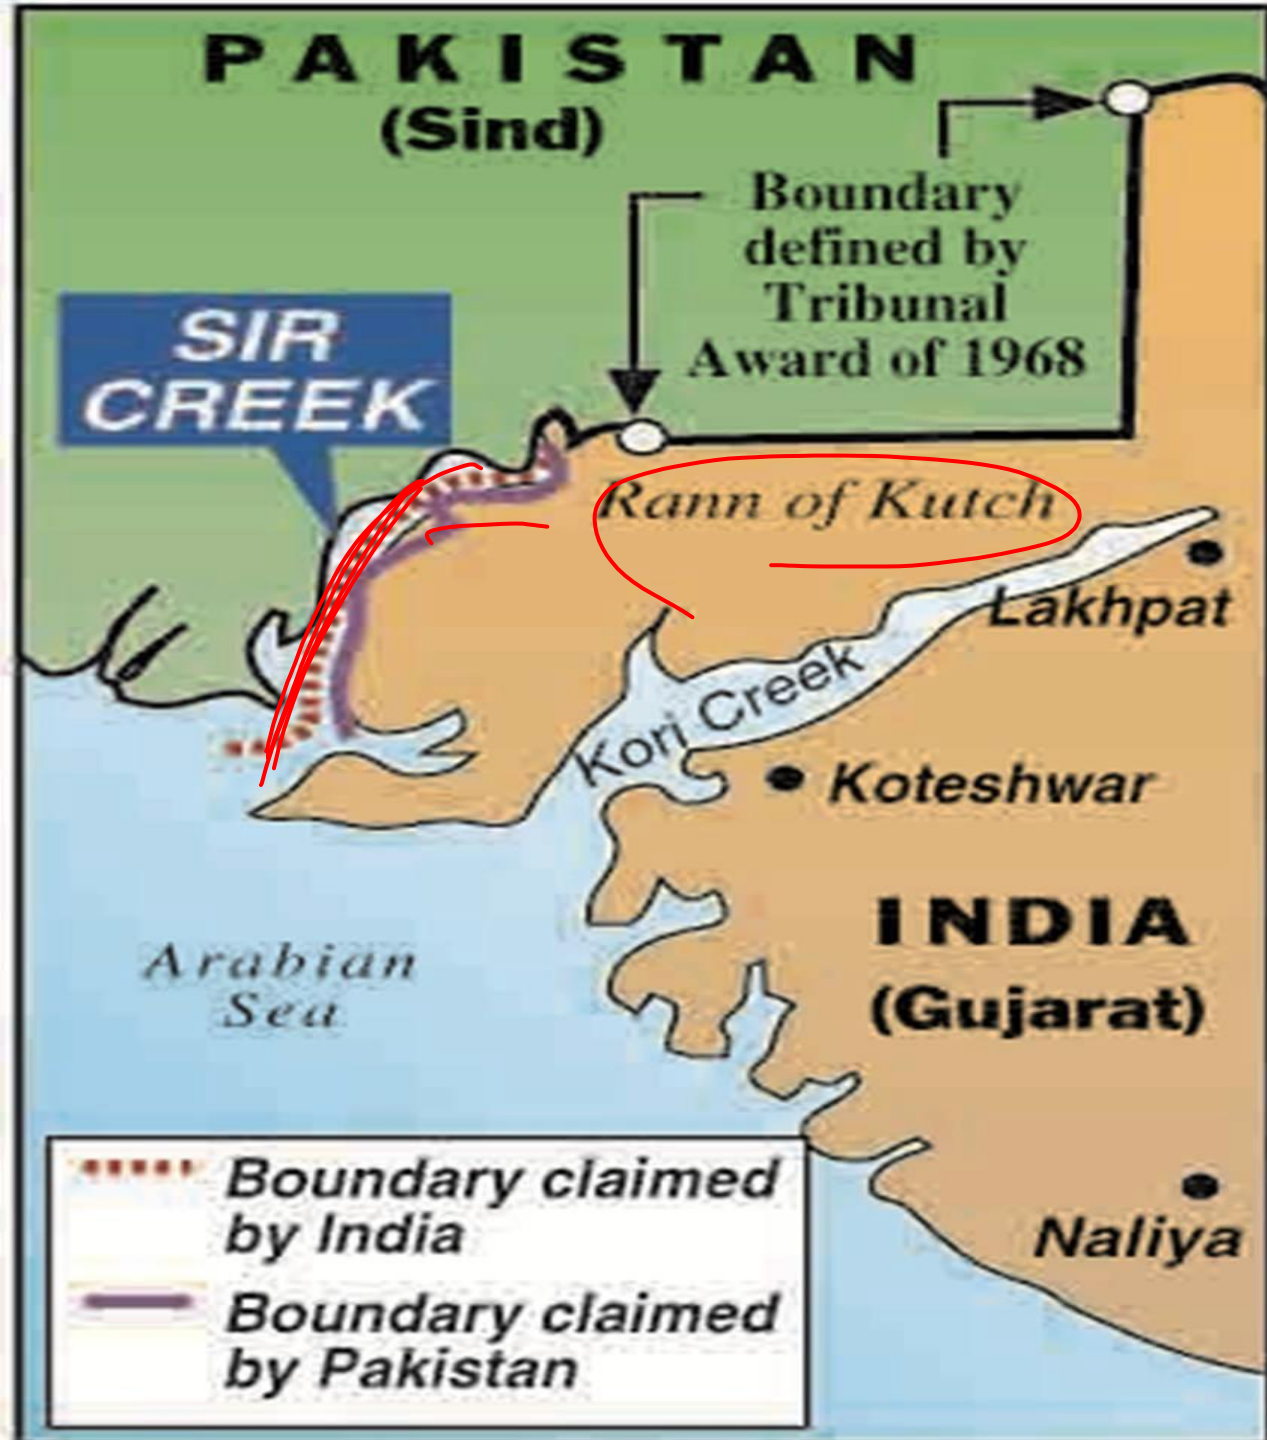 PAKISTAN
(Sind)
Boundary
defined by
Tribunal
Award of 1968
SIR
CREEK
Rann of Kutch
Lakhpat
Kori Creek
Koteshwar
INDIA
(Gujarat)
Arabian
Sea
Naliya
Boundary claimed
by India
Boundary claimed
by Pakistan